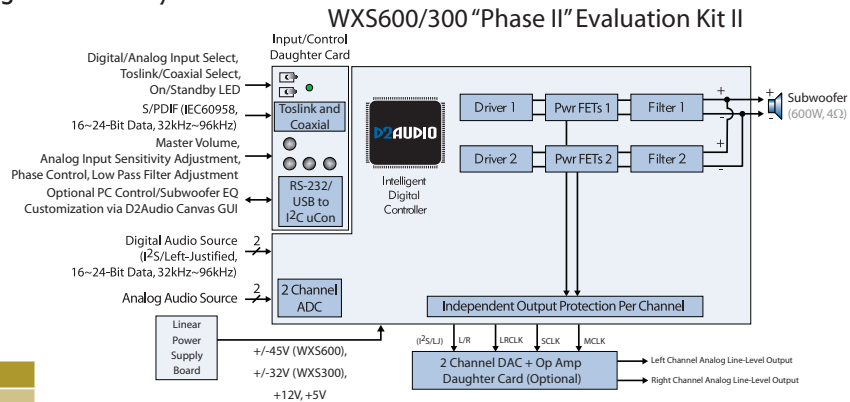 WXS600/300 “Phase II” Evaluation Kit II
Input/Control
Daughter Card
Digital/Analog Input Select,
Toslink/Coaxial Select,
On/Standby LED
S/PDIF (IEC60958,
16~24-Bit Data, 32kHz~96kHz)
Toslink and
Coaxial
Master Volume,
Analog Input Sensitivity Adjustment,
Phase Control, Low Pass Filter Adjustment
Optional PC Control/Subwoofer EQ
Customization via D2Audio Canvas GUI
RS-232/
USB to
I2C uCon
Digital Audio Source
(I2S/Left-Justified,
16~24-Bit Data, 32kHz~96kHz)
2
Analog Audio Source
2
2 Channel
ADC
Linear
Power
Supply
Board
+/-45V (WXS600),
+/-32V (WXS300),
+12V, +5V
D2AUDIO
Intelligent
Digital
Controller
Driver 1
Pwr FETs 1
Filter 1
+
-
Driver 2
Pwr FETs 2
Filter 2
+
-
+
-
Subwoofer
(600W, 4Ω)
Independent Output Protection Per Channel
(I2S/LJ)
L/R
LRCLK
SCLK
MCLK
2 Channel DAC + Op Amp
Daughter Card (Optional)
Left Channel Analog Line-Level Output
Right Channel Analog Line-Level Output